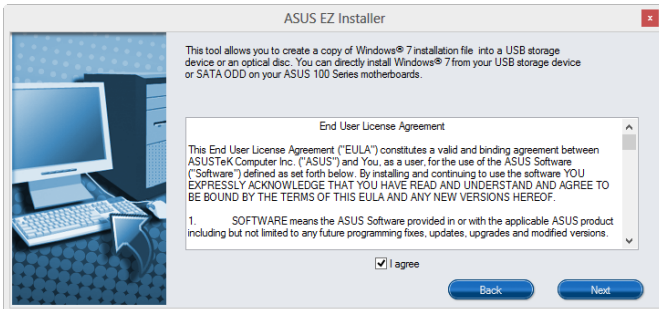 ASUS EZ Installer
x
This tool allows you to create a copy of Windows® 7 installation file into a USB storage
device or an optical disc. You can directly install Windows® 7 from your USB storage device
or SATA ODD on your ASUS 100 Series motherboards.
End User License Agreement
This End User License Agreement ("EULA") constitutes a valid and binding agreement between
ASUSTeK Computer Inc. ("ASUS") and You, as a user, for the use of the ASUS Software
("Software") defined as set forth below. By installing and continuing to use the software YOU
EXPRESSLY ACKNOWLEDGE THAT YOU HAVE READ AND UNDERSTAND AND AGREE TO
BE BOUND BY THE TERMS OF THIS EULA AND ANY NEW VERSIONS HEREOF.
1. SOFTWARE means the ASUS Software provided in or with the applicable ASUS product
including but not limited to any future programming fixes, updates, upgrades and modified versions.
I agree
Back Next